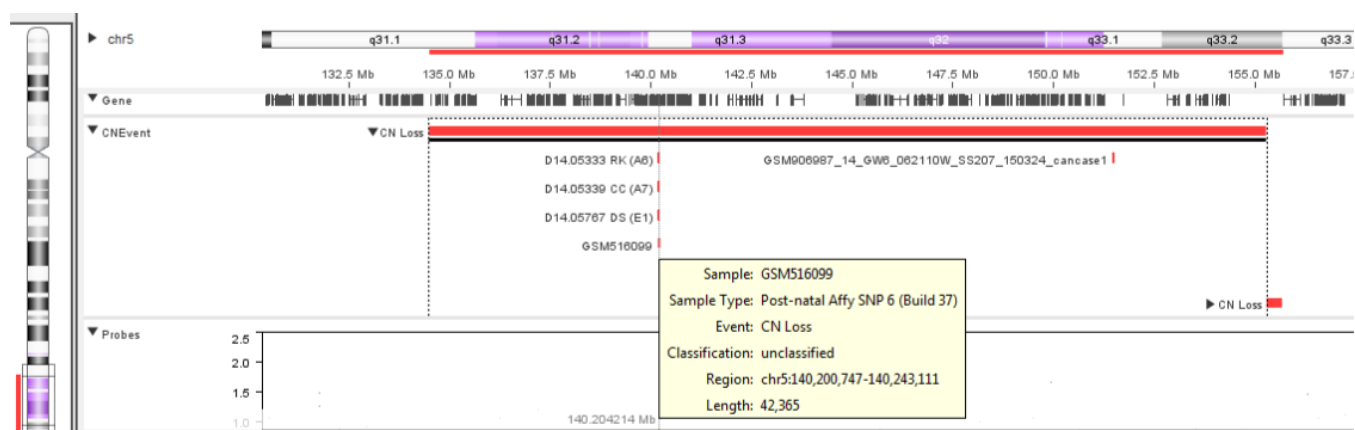 chr5
q31.1 q31.2 q31.3 q32 q33.1 q33.2 q33.3
132.5 Mb 135.0 Mb 137.5 Mb 140.0 Mb 142.5 Mb 145.0 Mb 147.5 Mb 150.0 Mb 152.5 Mb 155.0 Mb 157.
Gene
CNEvent CN Loss
D14.05333 RK (A6) GSM906987_14_GW6_062110W_SS207_150324_cancase1
D14.05339 CC (A7)
D14.05767 DS (E1)
GSM516099
Sample: GSM516099
Sample Type: Post-natal Affy SNP 6 (Build 37)
Event: CN Loss
Classification: unclassified
Region: chr5:140,200,747-140,243,111
Length: 42,365
CN Loss
Probes
2.5
2.0
1.5
1.0
140.204214 Mb